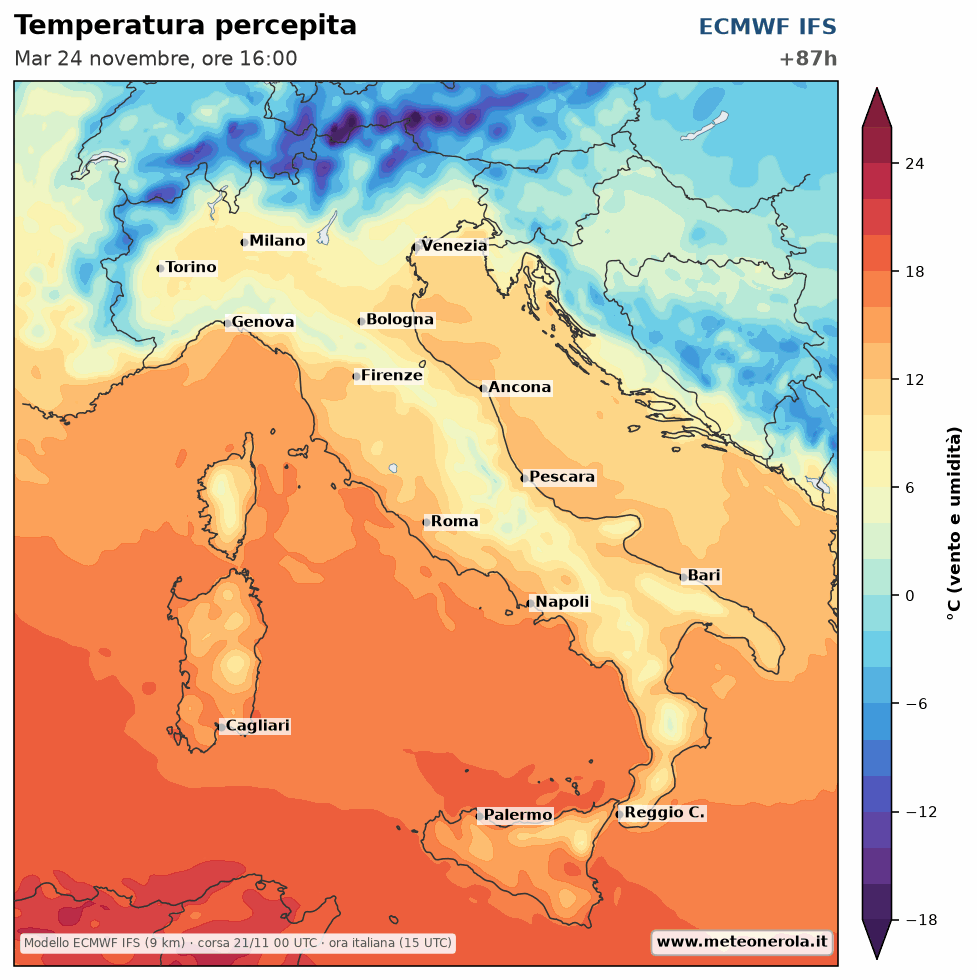 Temperatura percepita
ECMWF IFS
Mar 24 novembre, ore 16:00
+87h
Milano
Venezia
Torino
Genova
Bologna
Firenze
Ancona
Pescara
Roma
Bari
Napoli
Cagliari
Palermo
Reggio C.
24
18
12
6
0
−6
−12
−18
°C (vento e umidità)
Modello ECMWF IFS (9 km) · corsa 21/11 00 UTC · ora italiana (15 UTC)
www.meteonerola.it